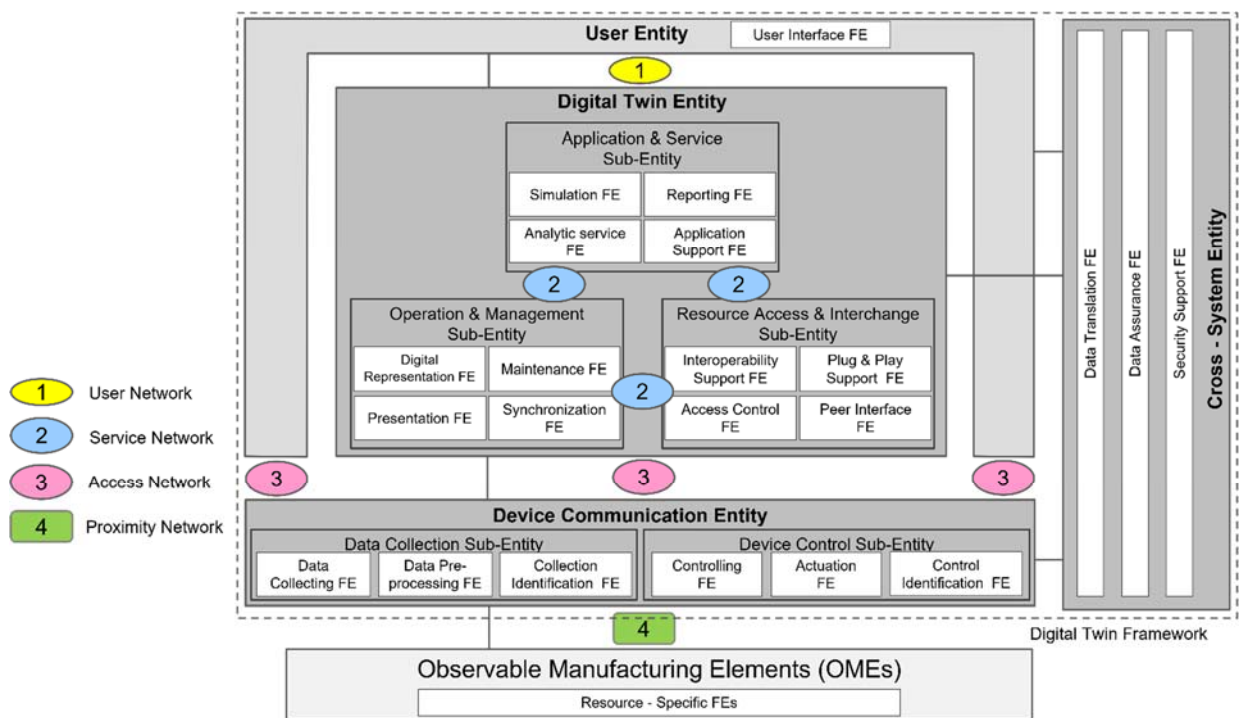 User Entity
User Interface FE
1
Digital Twin Entity
Application & Service
Sub-Entity
Simulation FE
Reporting FE
Analytic service
FE
Application
Support FE
2
2
Operation & Management
Sub-Entity
Digital
Representation FE
Maintenance FE
Presentation FE
Synchronization
FE
2
Resource Access & Interchange
Sub-Entity
Interoperability
Support FE
Plug & Play
Support FE
Access Control
FE
Peer Interface
FE
3
3
3
Device Communication Entity
Data Collection Sub-Entity
Data
Collecting FE
Data Pre-
processing FE
Collection
Identification FE
Device Control Sub-Entity
Controlling
FE
Actuation
FE
Control
Identification FE
Data Translation FE
Data Assurance FE
Security Support FE
Cross - System Entity
1 User Network
2 Service Network
3 Access Network
4 Proximity Network
4
Digital Twin Framework
Observable Manufacturing Elements (OMEs)
Resource - Specific FEs